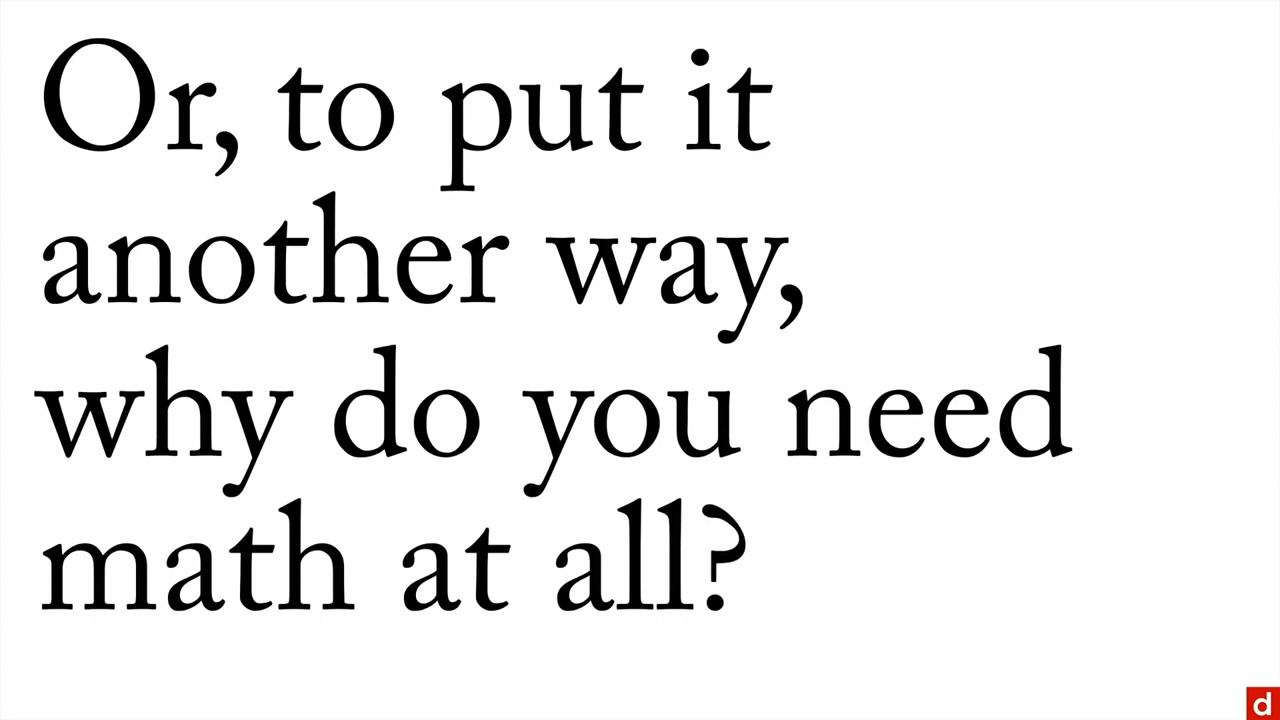 Or, to put it
another way,
why do you need
math at all?
d